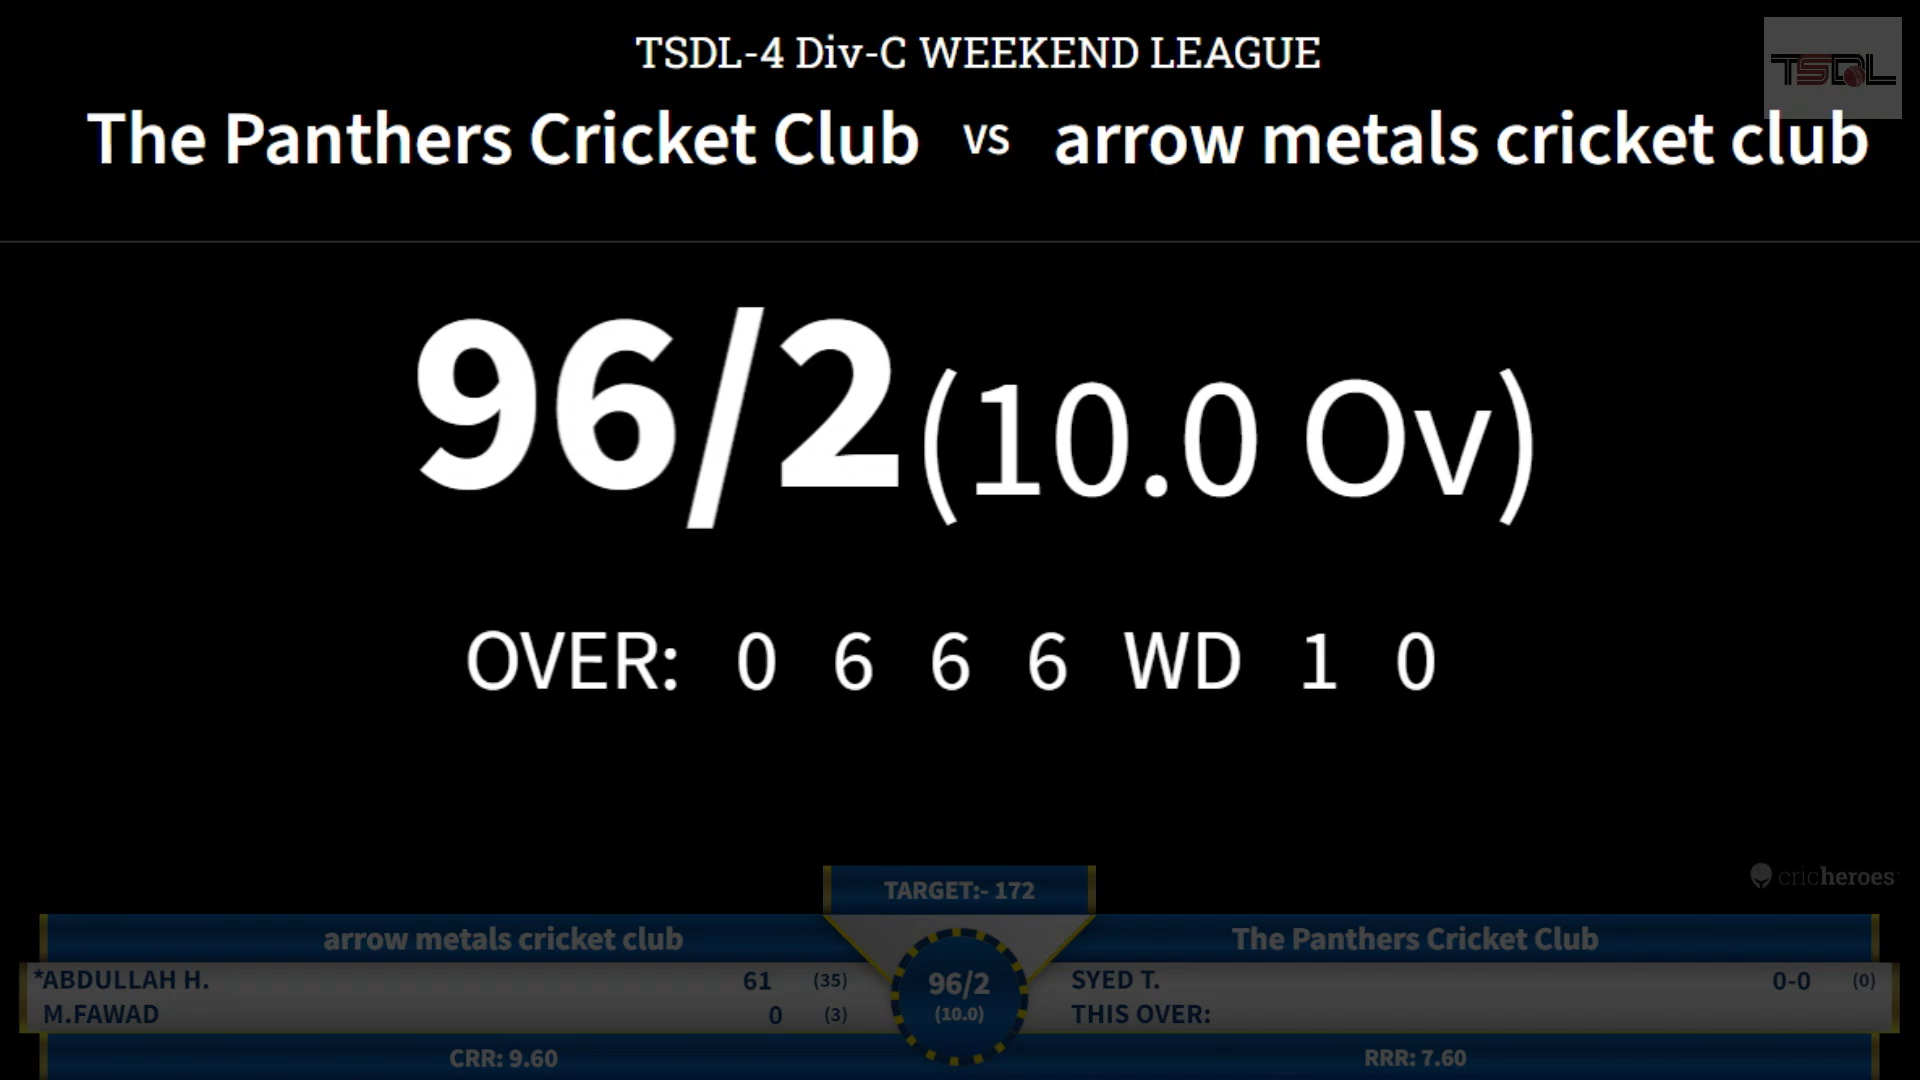 TSDL-4 Div-C WEEKEND LEAGUE
TSDL
The Panthers Cricket Club vs arrow metals cricket club
96/2 (10.0 Ov)
OVER: 0 6 6 6 WD 1 0
cricheroes
TARGET:- 172
arrow metals cricket club
The Panthers Cricket Club
*ABDULLAH H. 61 (35)
M.FAWAD 0 (3)
96/2
(10.0)
SYED T. 0-0 (0)
THIS OVER:
CRR: 9.60
RRR: 7.60